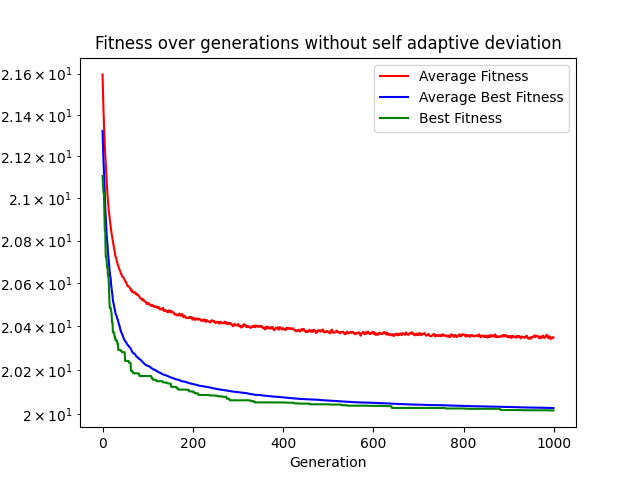 Fitness over generations without self adaptive deviation
2.16 × 10¹
2.14 × 10¹
2.12 × 10¹
2.1 × 10¹
2.08 × 10¹
2.06 × 10¹
2.04 × 10¹
2.02 × 10¹
2 × 10¹
Average Fitness
Average Best Fitness
Best Fitness
0 200 400 600 800 1000
Generation